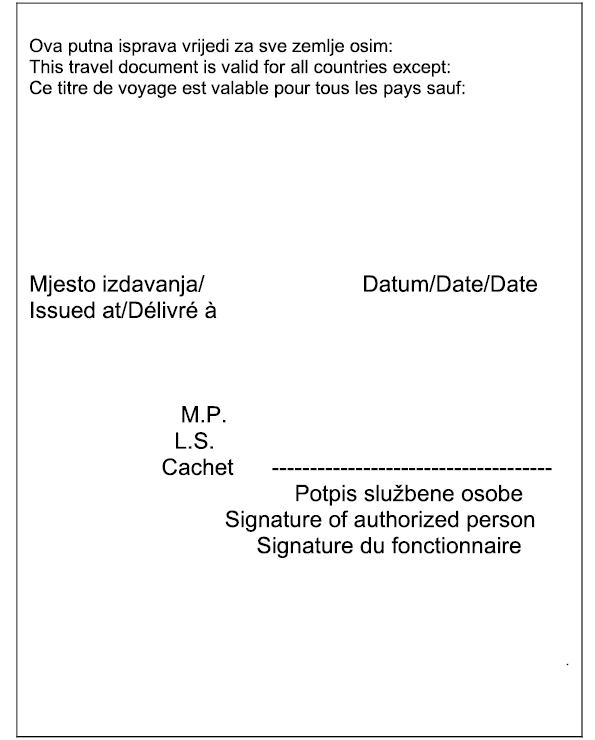 Ova putna isprava vrijedi za sve zemlje osim:
This travel document is valid for all countries except:
Ce titre de voyage est valable pour tous les pays sauf:
Mjesto izdavanja/ Datum/Date/Date
Issued at/Délivré à
M.P.
L.S.
Cachet -------------------------------------
Potpis službene osobe
Signature of authorized person
Signature du fonctionnaire
.